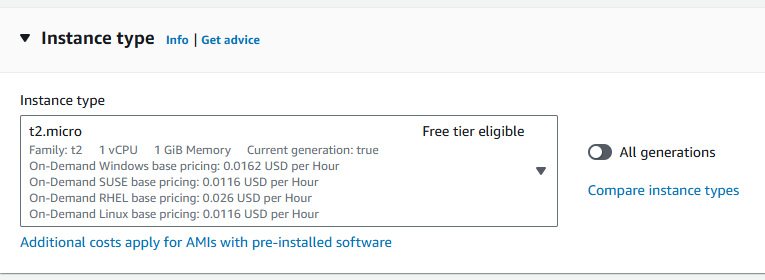 Instance type Info | Get advice
Instance type
t2.micro Free tier eligible
Family: t2 1 vCPU 1 GiB Memory Current generation: true
On-Demand Windows base pricing: 0.0162 USD per Hour
On-Demand SUSE base pricing: 0.0116 USD per Hour
On-Demand RHEL base pricing: 0.026 USD per Hour
On-Demand Linux base pricing: 0.0116 USD per Hour
All generations
Compare instance types
Additional costs apply for AMIs with pre-installed software